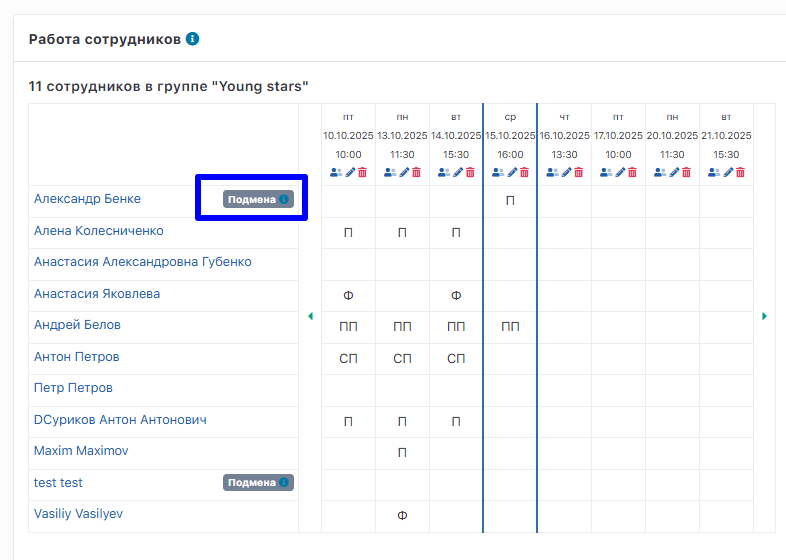 Работа сотрудников
11 сотрудников в группе "Young stars"
пт пн вт ср чт пт пн вт
10.10.2025 13.10.2025 14.10.2025 15.10.2025 16.10.2025 17.10.2025 20.10.2025 21.10.2025
10:00 11:30 15:30 16:00 13:30 10:00 11:30 15:30
Александр Бенке Подмена П
Алена Колесниченко П П П
Анастасия Александровна Губенко
Анастасия Яковлева Ф Ф
Андрей Белов ПП ПП ПП ПП
Антон Петров СП СП СП
Петр Петров
DСуриков Антон Антонович П П П
Maxim Maximov П
test test Подмена
Vasiliy Vasilyev Ф